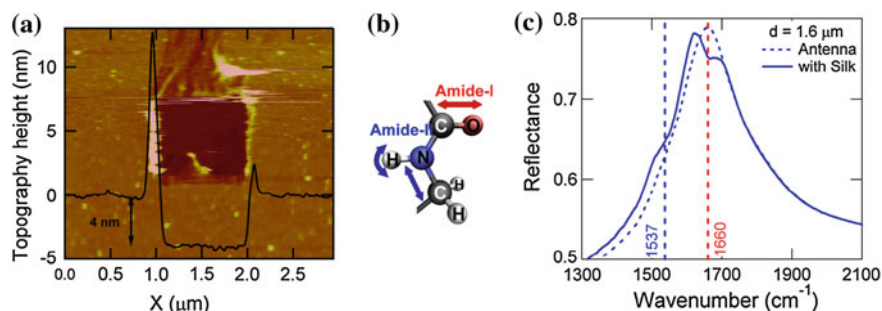 (a)
Topography height (nm)
10
5
0
-5
4 nm
0.0
0.5
1.0
1.5
2.0
2.5
X (μm)
(b)
Amide-I
C
O
Amide-II
H
N
C
H
H
(c)
Reflectance
0.8
0.7
0.6
0.5
d = 1.6 μm
Antenna
with Silk
1537
1660
1300
1500
1700
1900
2100
Wavenumber (cm⁻¹)